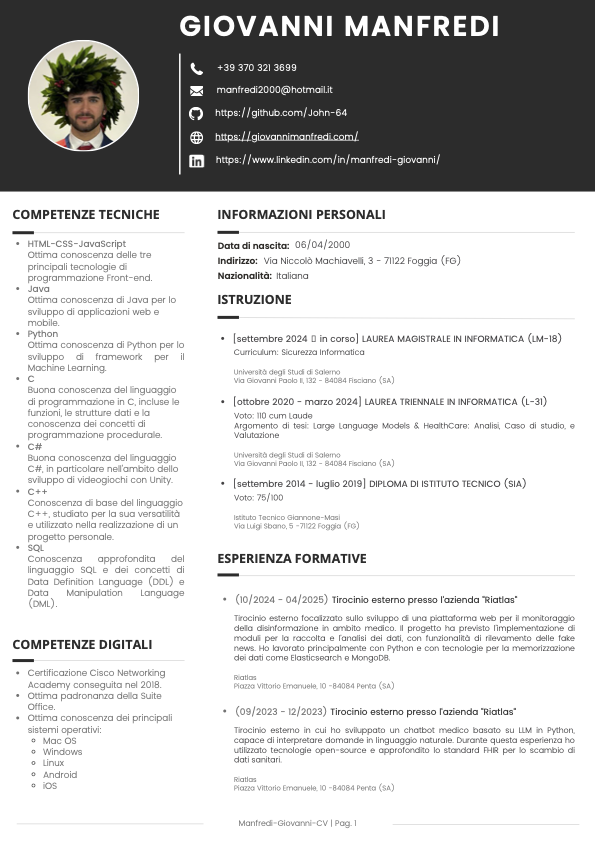 GIOVANNI MANFREDI
+39 370 321 3699
manfredi2000@hotmail.it
https://github.com/John-64
https://giovannimanfredi.com/
https://www.linkedin.com/in/manfredi-giovanni/
COMPETENZE TECNICHE
• HTML-CSS-JavaScript
Ottima conoscenza delle tre
principali tecnologie di
programmazione Front-end.
• Java
Ottima conoscenza di Java per lo
sviluppo di applicazioni web e
mobile.
• Python
Ottima conoscenza di Python per lo
sviluppo di framework per il
Machine Learning.
• C
Buona conoscenza del linguaggio
di programmazione in C, incluse le
funzioni, le strutture dati e la
conoscenza dei concetti di
programmazione procedurale.
• C#
Buona conoscenza del linguaggio
C#, in particolare nell'ambito dello
sviluppo di videogiochi con Unity.
• C++
Conoscenza di base del linguaggio
C++, studiato per la sua versatilità
e utilizzato nella realizzazione di un
progetto personale.
• SQL
Conoscenza approfondita del
linguaggio SQL e dei concetti di
Data Definition Language (DDL) e
Data Manipulation Language
(DML).
COMPETENZE DIGITALI
• Certificazione Cisco Networking
Academy conseguita nel 2018.
• Ottima padronanza della Suite
Office.
• Ottima conoscenza dei principali
sistemi operativi:
Mac OS
Windows
Linux
Android
iOS
INFORMAZIONI PERSONALI
Data di nascita: 06/04/2000
Indirizzo: Via Niccolò Machiavelli, 3 - 71122 Foggia (FG)
Nazionalità: Italiana
ISTRUZIONE
• [settembre 2024 ▯ in corso] LAUREA MAGISTRALE IN INFORMATICA (LM-18)
Curriculum: Sicurezza Informatica
Università degli Studi di Salerno
Via Giovanni Paolo II, 132 - 84084 Fisciano (SA)
• [ottobre 2020 - marzo 2024] LAUREA TRIENNALE IN INFORMATICA (L-31)
Voto: 110 cum Laude
Argomento di tesi: Large Language Models & HealthCare: Analisi, Caso di studio, e
Valutazione
Università degli Studi di Salerno
Via Giovanni Paolo II, 132 - 84084 Fisciano (SA)
• [settembre 2014 - luglio 2019] DIPLOMA DI ISTITUTO TECNICO (SIA)
Voto: 75/100
Istituto Tecnico Giannone-Masi
Via Luigi Sbano, 5 -71122 Foggia (FG)
ESPERIENZA FORMATIVE
• (10/2024 - 04/2025) Tirocinio esterno presso l'azienda "Riatlas"
Tirocinio esterno focalizzato sullo sviluppo di una piattaforma web per il monitoraggio
della disinformazione in ambito medico. Il progetto ha previsto l'implementazione di
moduli per la raccolta e l'analisi dei dati, con funzionalità di rilevamento delle fake
news. Ho lavorato principalmente con Python e con tecnologie per la memorizzazione
dei dati come Elasticsearch e MongoDB.
Riatlas
Piazza Vittorio Emanuele, 10 -84084 Penta (SA)
• (09/2023 - 12/2023) Tirocinio esterno presso l'azienda "Riatlas"
Tirocinio esterno in cui ho sviluppato un chatbot medico basato su LLM in Python,
capace di interpretare domande in linguaggio naturale. Durante questa esperienza ho
utilizzato tecnologie open-source e approfondito lo standard FHIR per lo scambio di
dati sanitari.
Riatlas
Piazza Vittorio Emanuele, 10 -84084 Penta (SA)
Manfredi-Giovanni-CV | Pag. 1